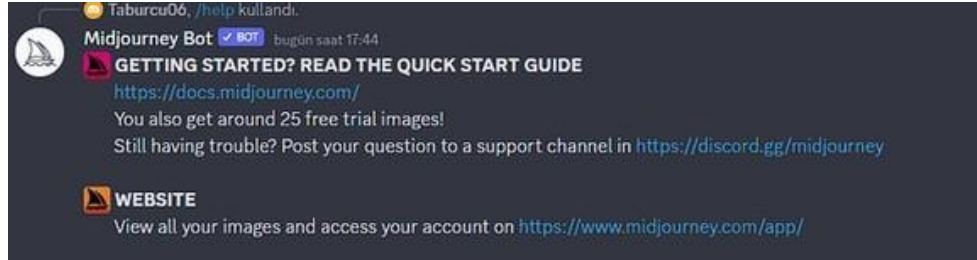 Taburcu06, /help kullandı.
Midjourney Bot ✓ BOT bugün saat 17:44
GETTING STARTED? READ THE QUICK START GUIDE
https://docs.midjourney.com/
You also get around 25 free trial images!
Still having trouble? Post your question to a support channel in https://discord.gg/midjourney
WEBSITE
View all your images and access your account on https://www.midjourney.com/app/